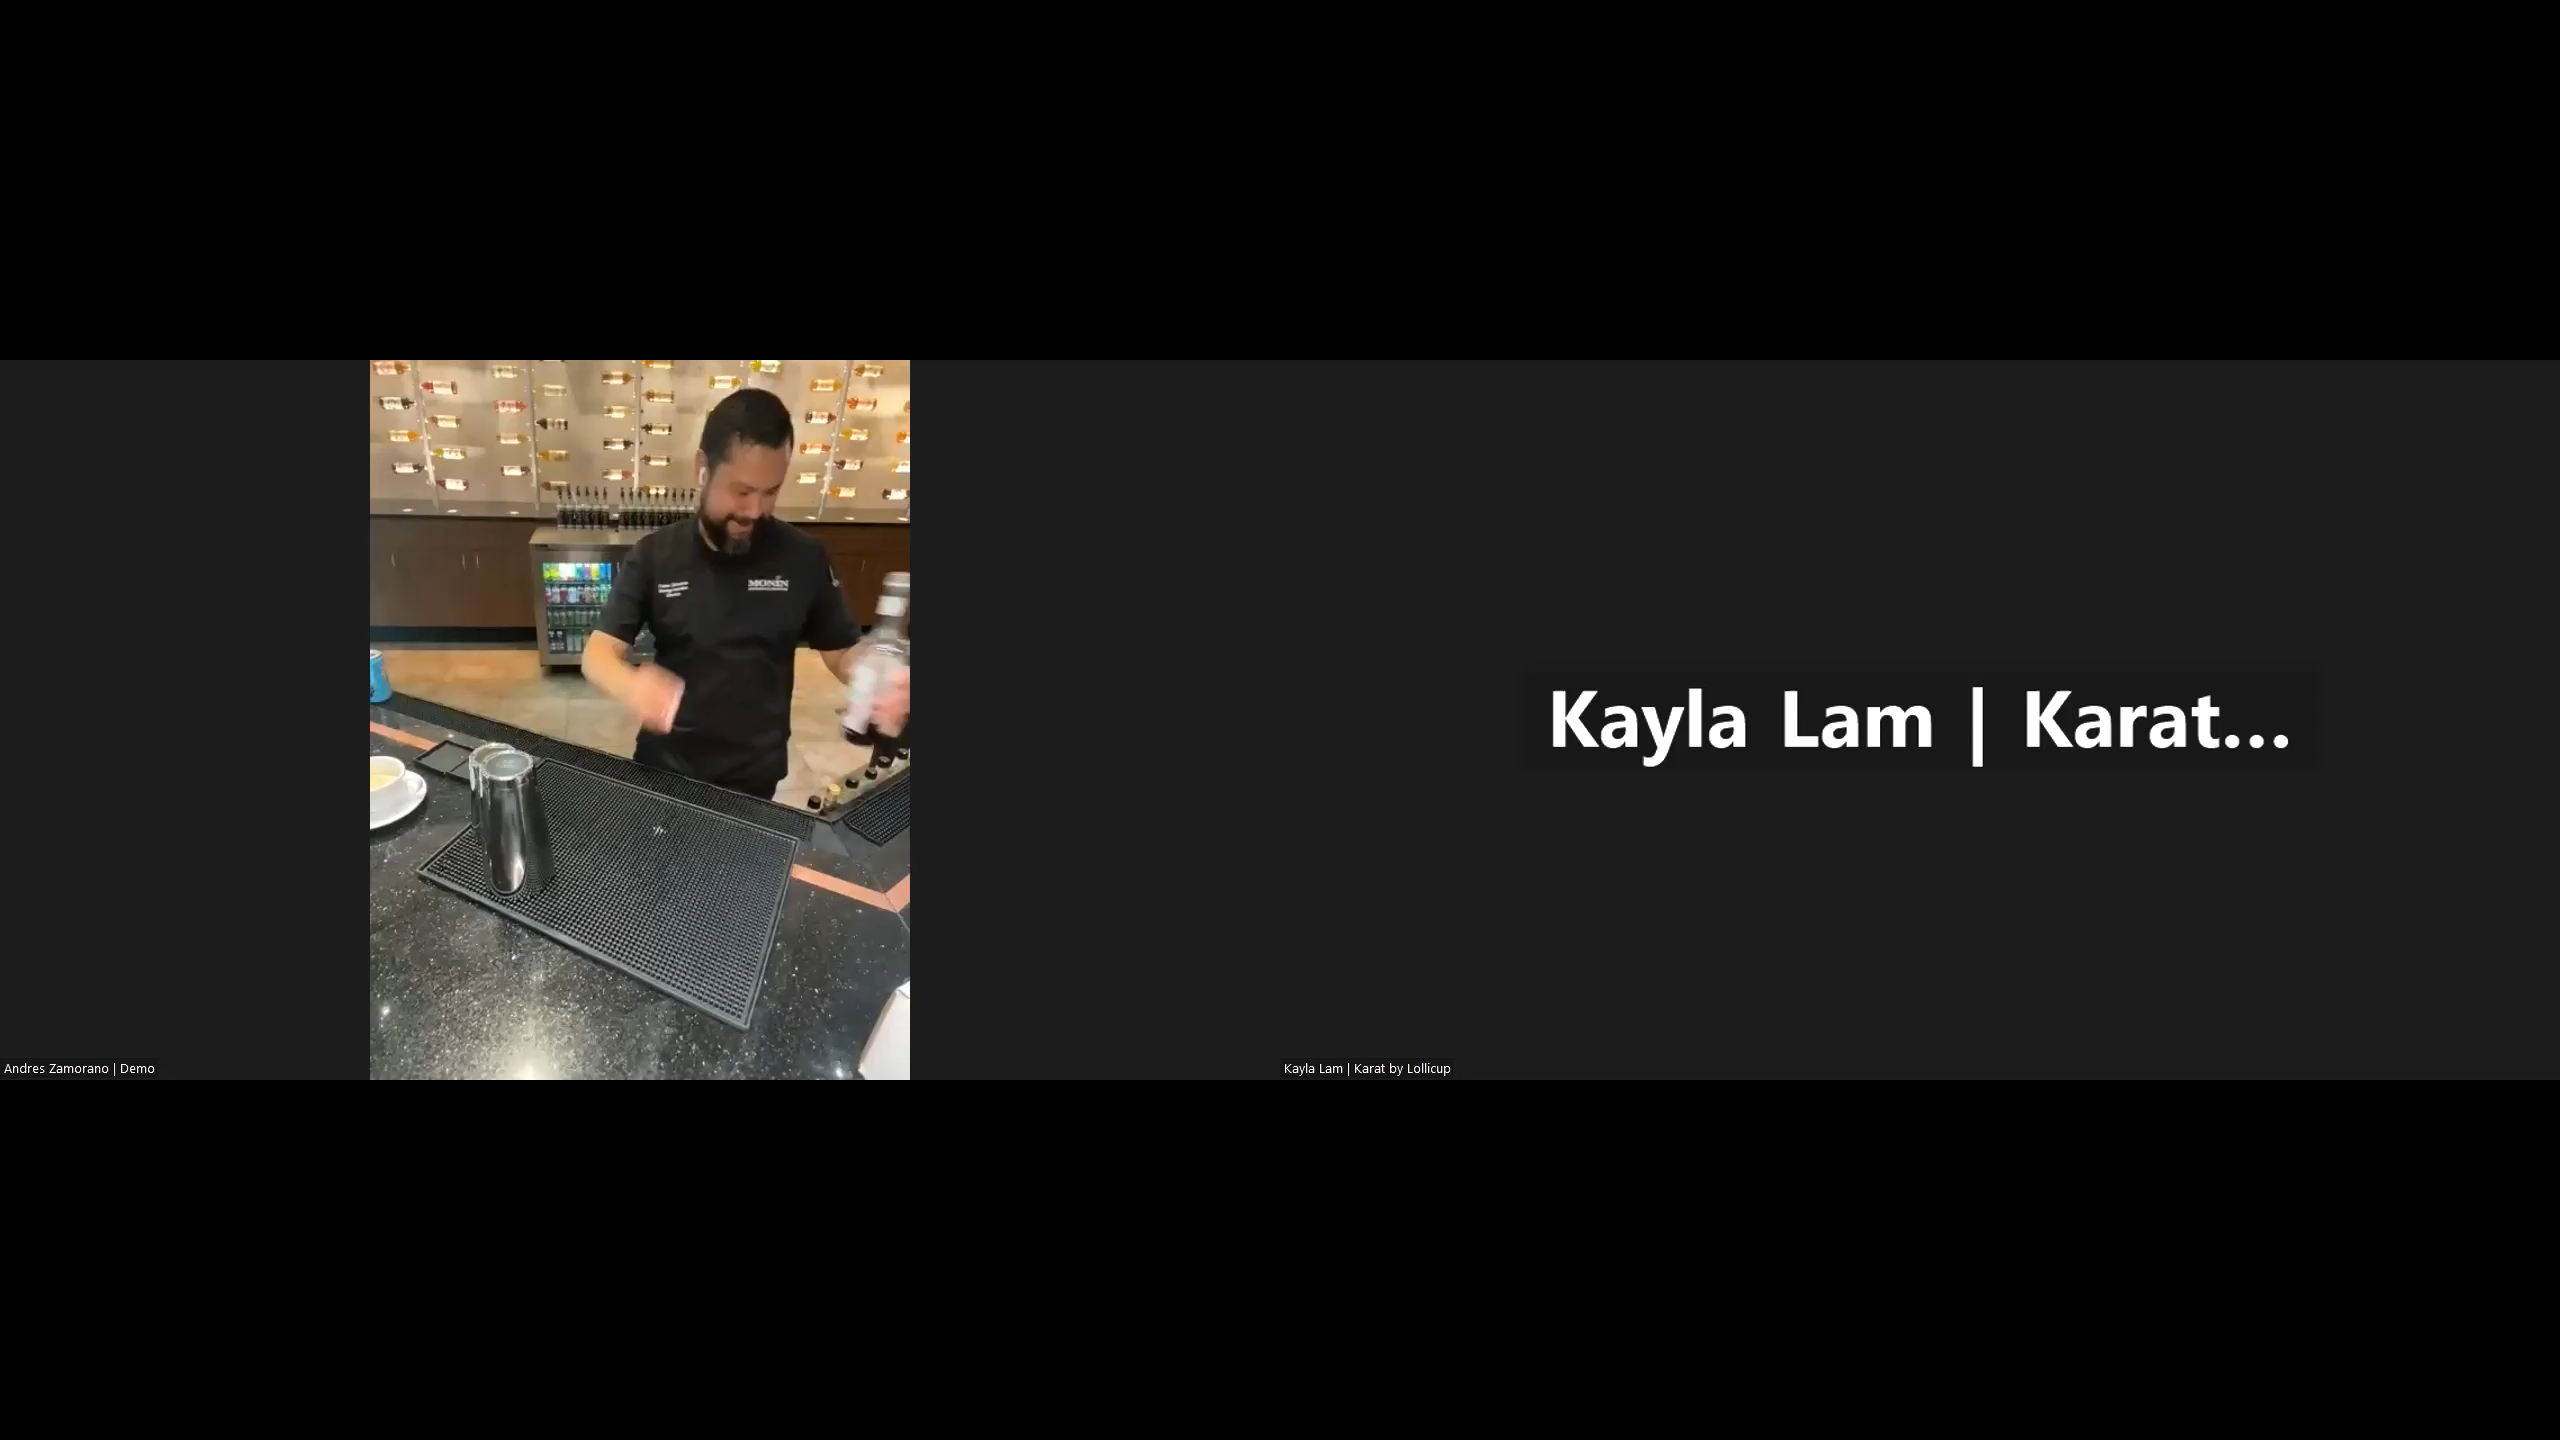 MONIN
Kayla Lam | Karat...
Andres Zamorano | Demo
Kayla Lam | Karat by Lollicup